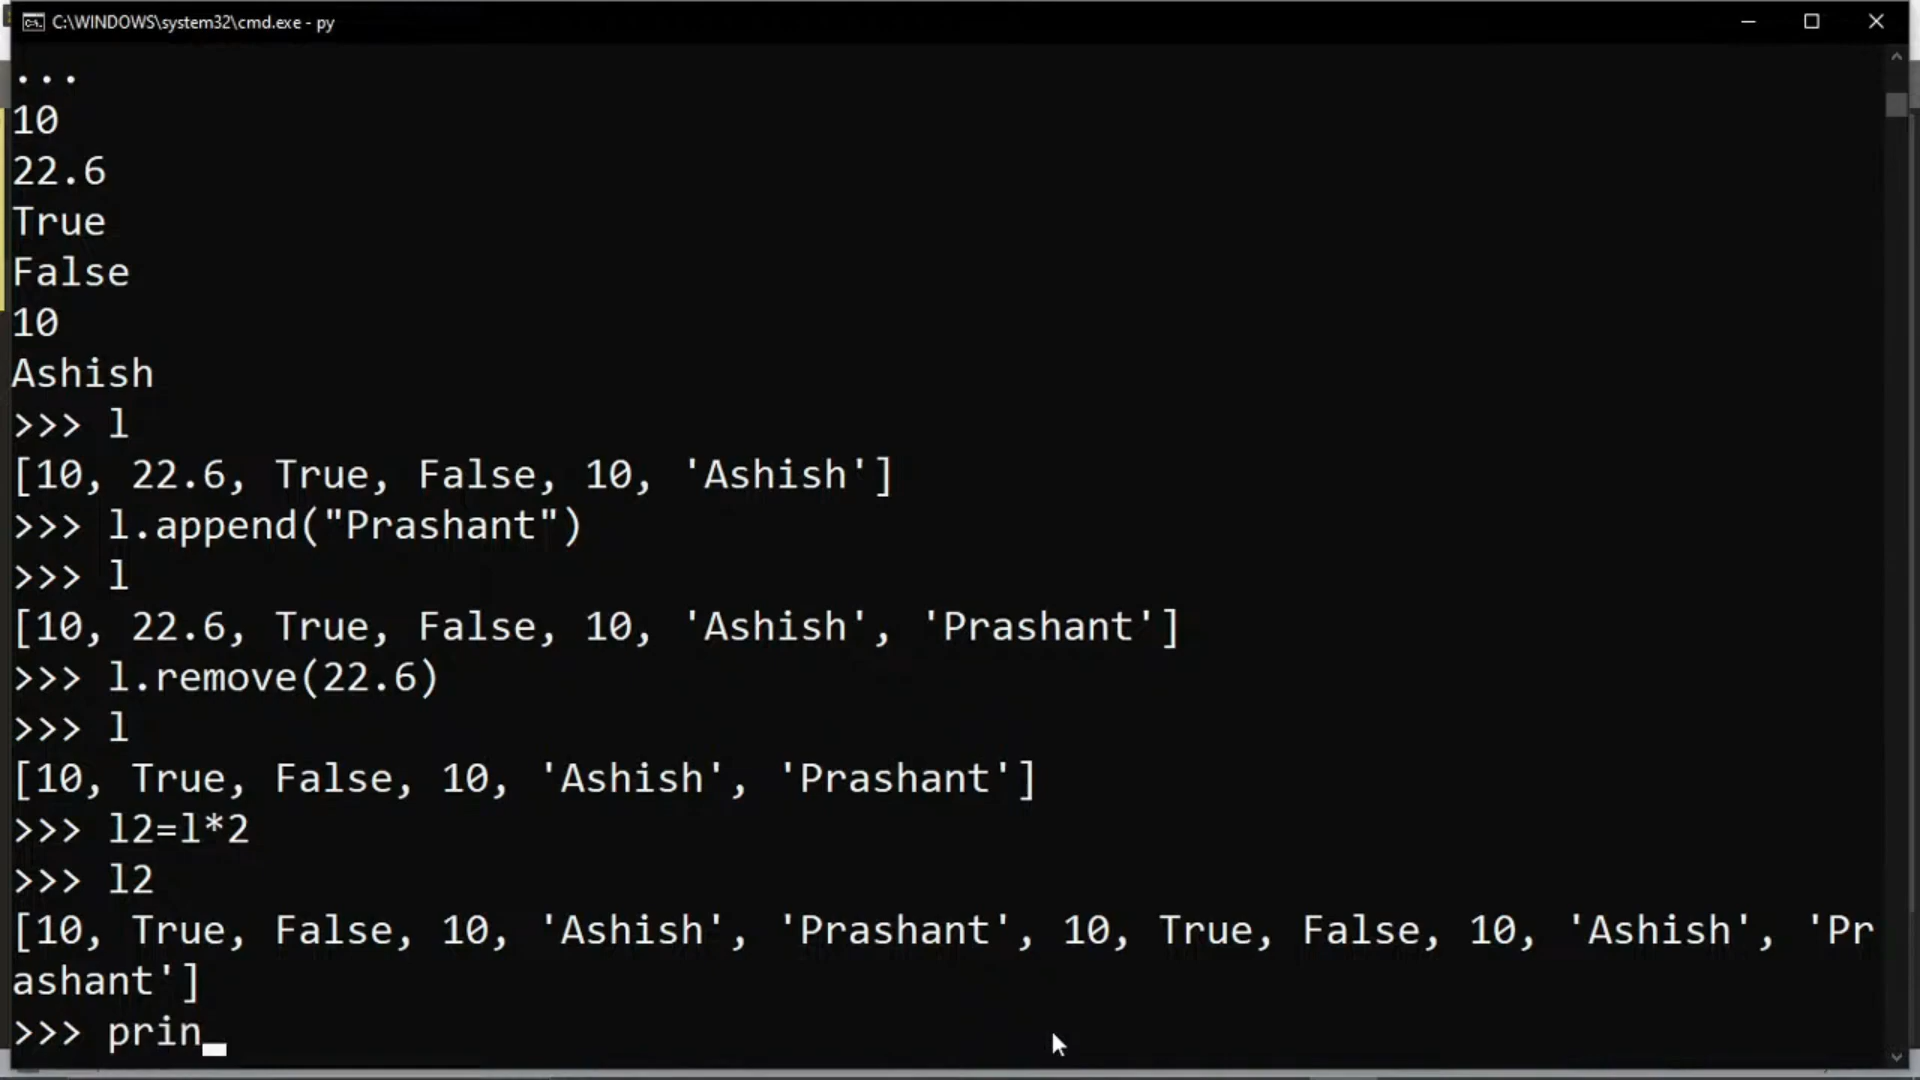 C:\WINDOWS\system32\cmd.exe - py
...
10
22.6
True
False
10
Ashish
>>> l
[10, 22.6, True, False, 10, 'Ashish']
>>> l.append("Prashant")
>>> l
[10, 22.6, True, False, 10, 'Ashish', 'Prashant']
>>> l.remove(22.6)
>>> l
[10, True, False, 10, 'Ashish', 'Prashant']
>>> l2=l*2
>>> l2
[10, True, False, 10, 'Ashish', 'Prashant', 10, True, False, 10, 'Ashish', 'Pr
ashant']
>>> prin